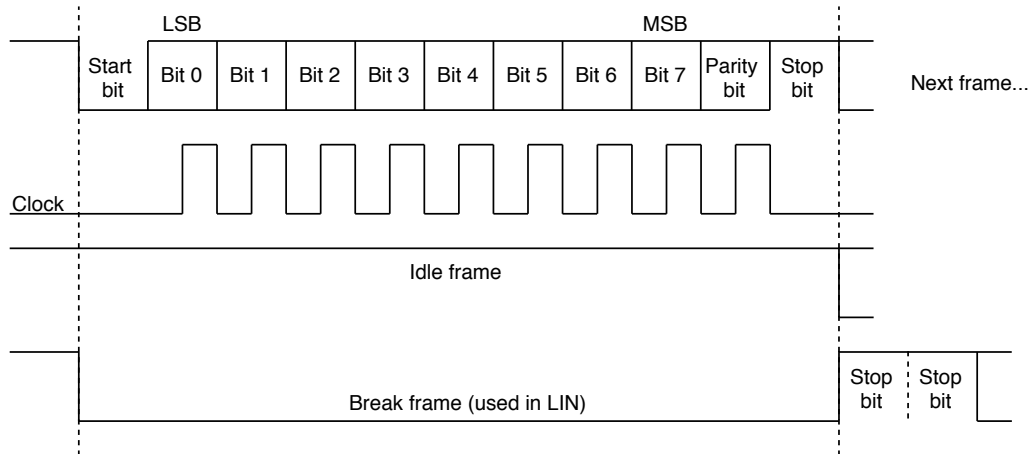 LSB MSB
Start bit Bit 0 Bit 1 Bit 2 Bit 3 Bit 4 Bit 5 Bit 6 Bit 7 Parity bit Stop bit Next frame...
Clock
Idle frame
Break frame (used in LIN) Stop bit Stop bit